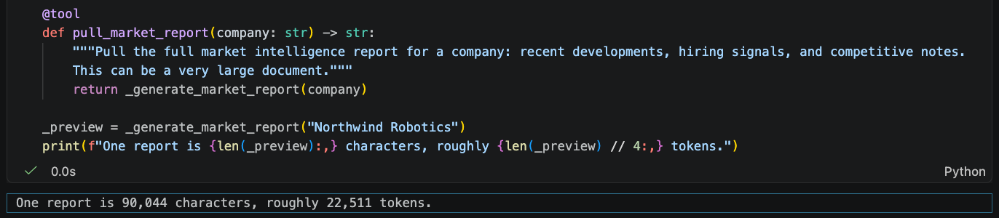 @tool
def pull_market_report(company: str) -> str:
    """Pull the full market intelligence report for a company: recent developments, hiring signals, and competitive notes.
    This can be a very large document."""
    return _generate_market_report(company)

_preview = _generate_market_report("Northwind Robotics")
print(f"One report is {len(_preview):,} characters, roughly {len(_preview) // 4:,} tokens.")
0.0s
Python
One report is 90,044 characters, roughly 22,511 tokens.